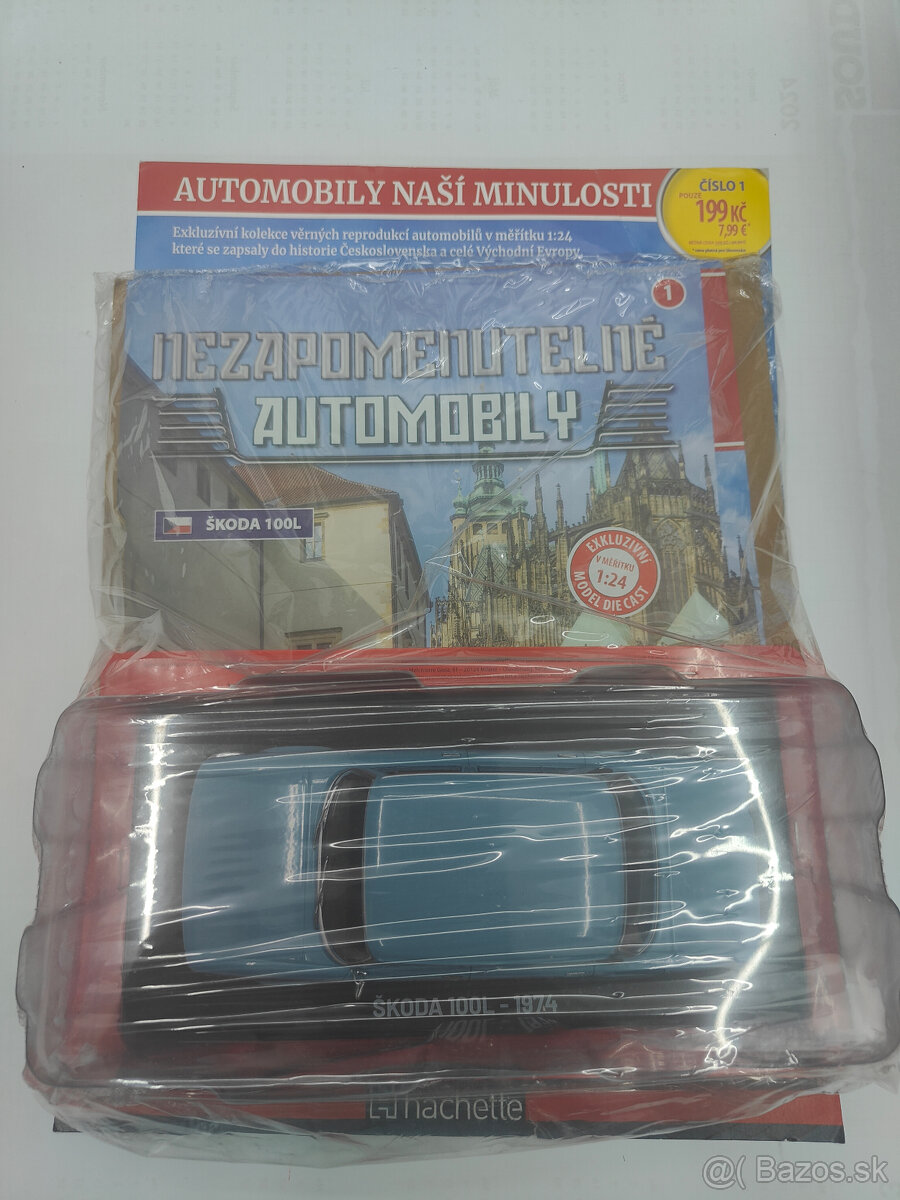 SOUD
2024
AUTOMOBILY NAŠÍ MINULOSTI
ČÍSLO 1
POUZE
199 KČ
7,99 €*
Exkluzívní kolekce věrných reprodukcí automobilů v měřítku 1:24
které se zapsaly do historie Československa a celé Východní Evropy.
1
NEZAPOMENUTELNÉ
AUTOMOBILY
ŠKODA 100L
EXKLUZIVNÍ
V MĚŘÍTKU
1:24
MODEL DIE CAST
ŠKODA 100L - 1974
hachette
@( Bazos.sk